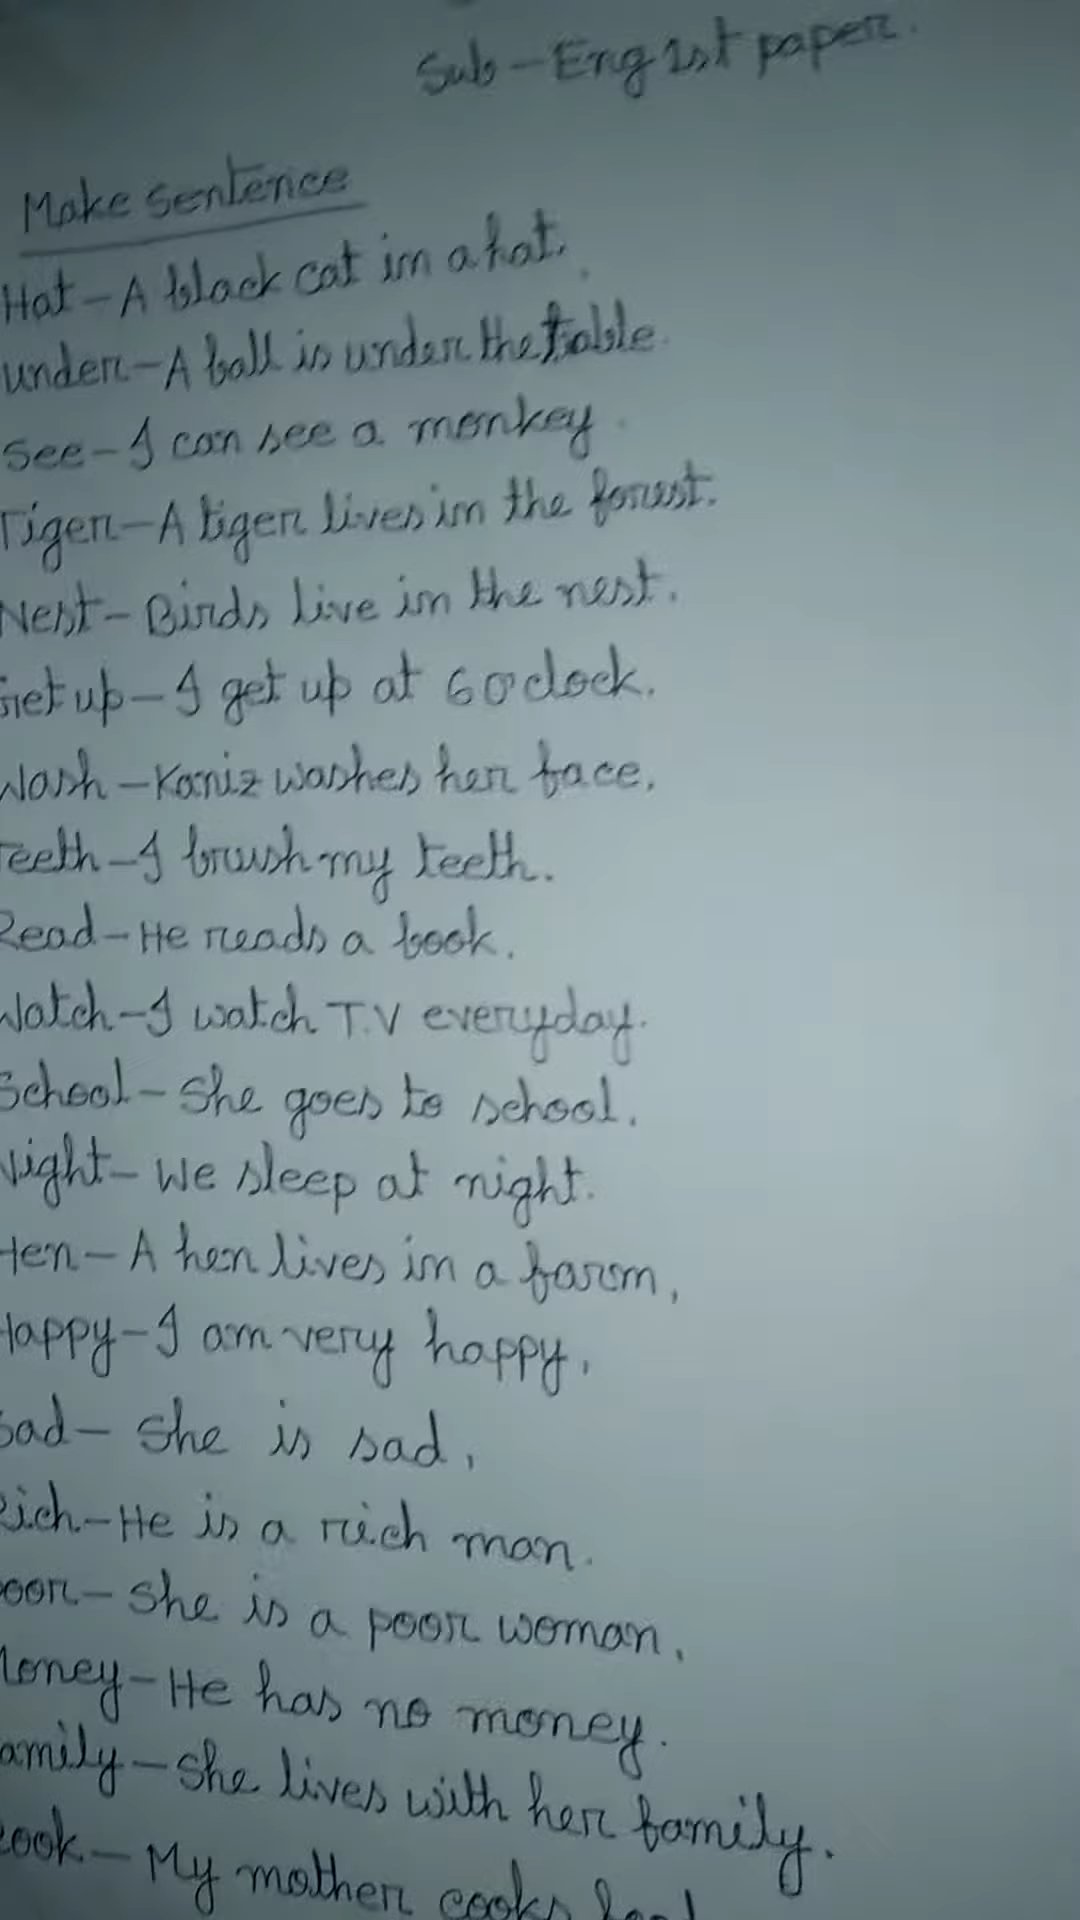 Sub-Eng 1st paper.
Make sentence
Hat-A black cat in a hat.
under-A ball is under the table.
See-I can see a monkey.
Tiger-A tiger lives in the forest.
Nest-Birds live in the nest.
Get up-I get up at 6 o'clock.
Wash-Kaniz washes her face.
Teeth-I brush my teeth.
Read-He reads a book.
Watch-I watch T.V everyday.
School-She goes to school.
Night-We sleep at night.
Hen-A hen lives in a farm.
Happy-I am very happy.
Sad-She is sad.
Rich-He is a rich man.
Poor-She is a poor woman.
Money-He has no money.
Family-She lives with her family.
Cook-My mother cooks